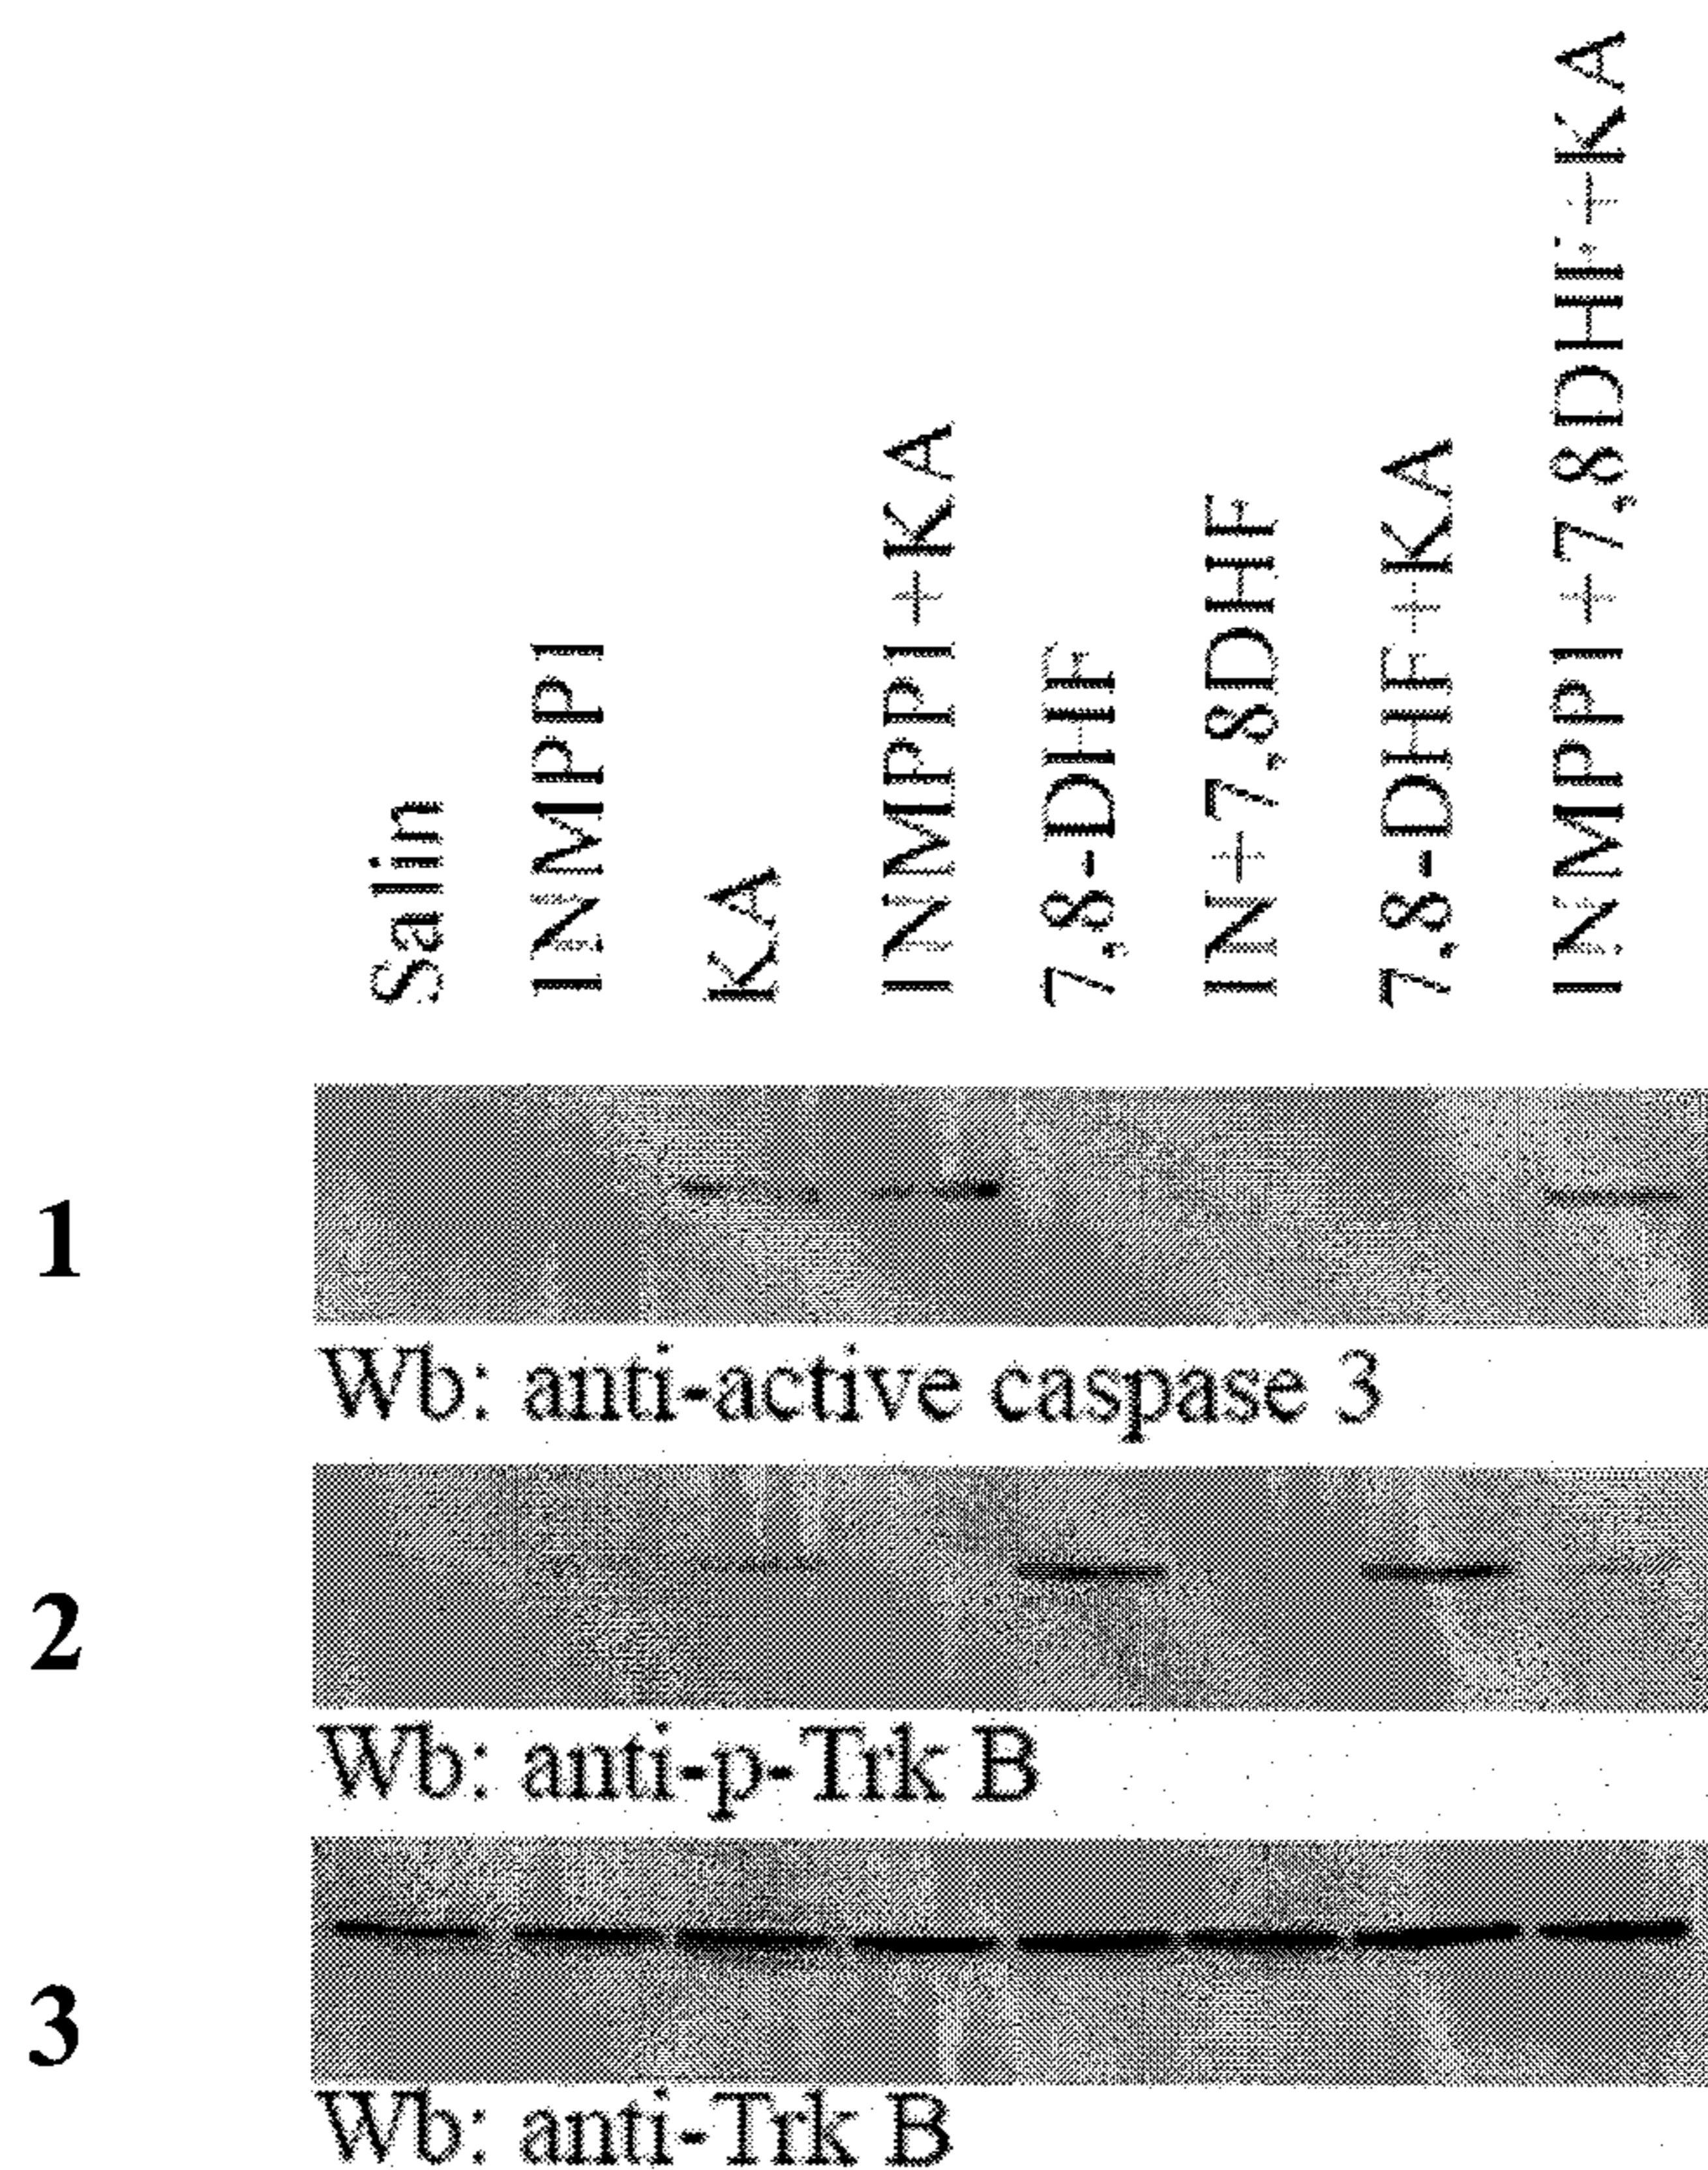 Salin
1NMPP1
KA
1NMPP1+KA
7,8-DHF
IN+7,8DHF
7,8-DHF+KA
1NMPP1+7,8DHF+KA
1
Wb: anti-active caspase 3
2
Wb: anti-p-Trk B
3
Wb: anti-Trk B